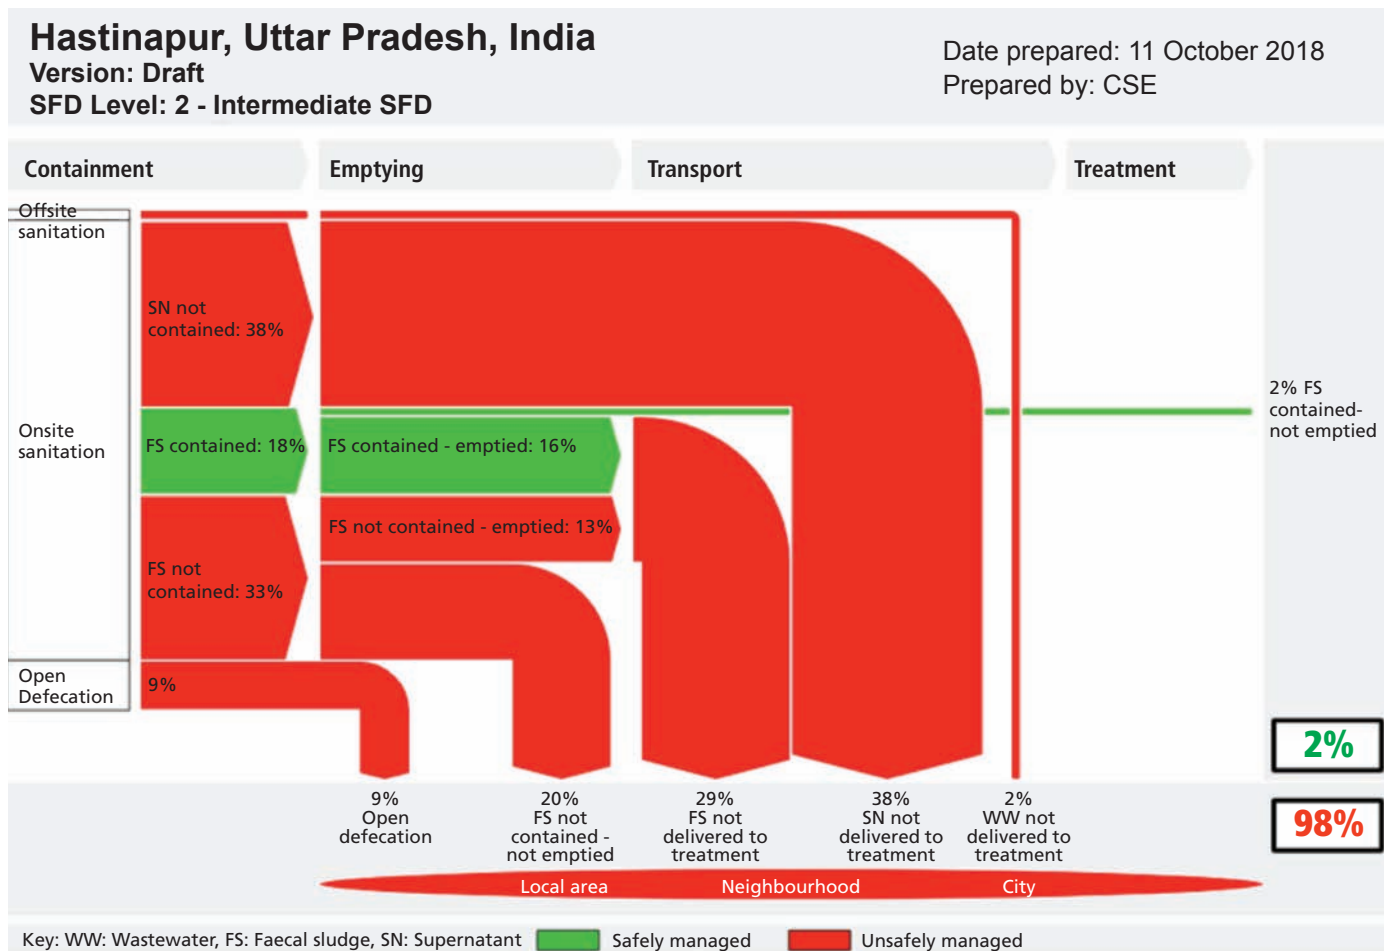 Hastinapur, Uttar Pradesh, India
Version: Draft
SFD Level: 2 - Intermediate SFD
Date prepared: 11 October 2018
Prepared by: CSE
Containment
Emptying
Transport
Treatment
Offsite
sanitation
SN not
contained: 38%
2% FS
contained-
not emptied
Onsite
sanitation
FS contained: 18%
FS contained - emptied: 16%
FS not contained - emptied: 13%
FS not
contained: 33%
Open
Defecation
9%
2%
98%
9%
Open
defecation
20%
FS not
contained -
not emptied
29%
FS not
delivered to
treatment
38%
SN not
delivered to
treatment
2%
WW not
delivered to
treatment
Local area
Neighbourhood
City
Key: WW: Wastewater, FS: Faecal sludge, SN: Supernatant
Safely managed
Unsafely managed